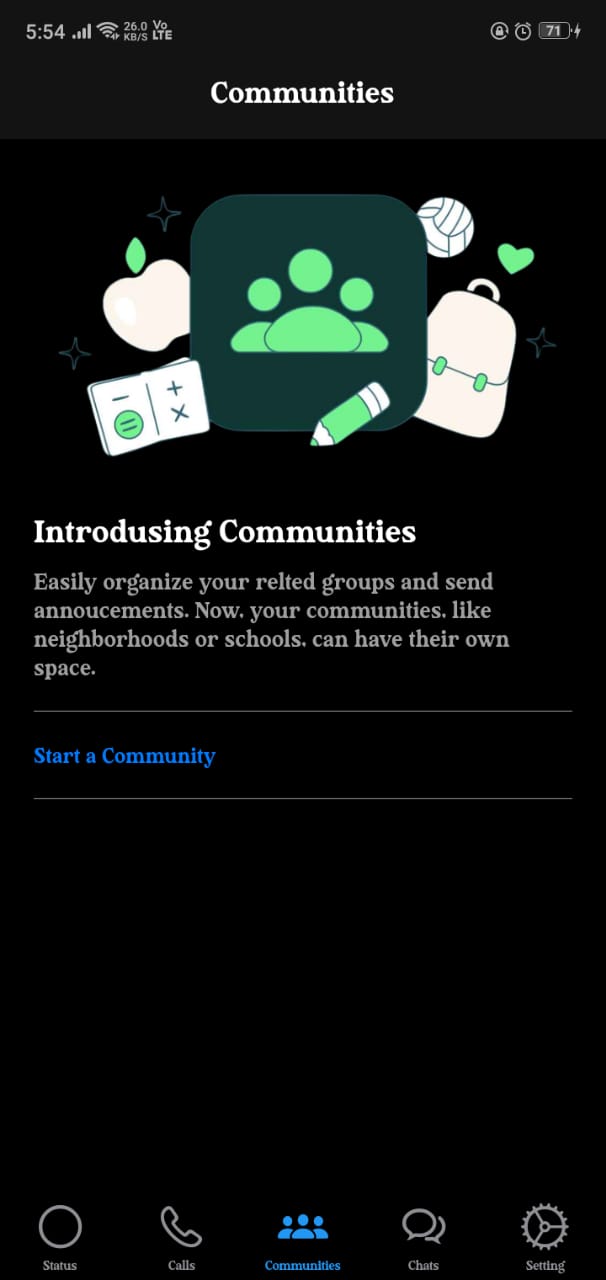 5:54 26.0 KB/S Vo LTE 71
Communities
Introdusing Communities
Easily organize your relted groups and send
annoucements. Now. your communities. like
neighborhoods or schools. can have their own
space.
Start a Community
Status Calls Communities Chats Setting